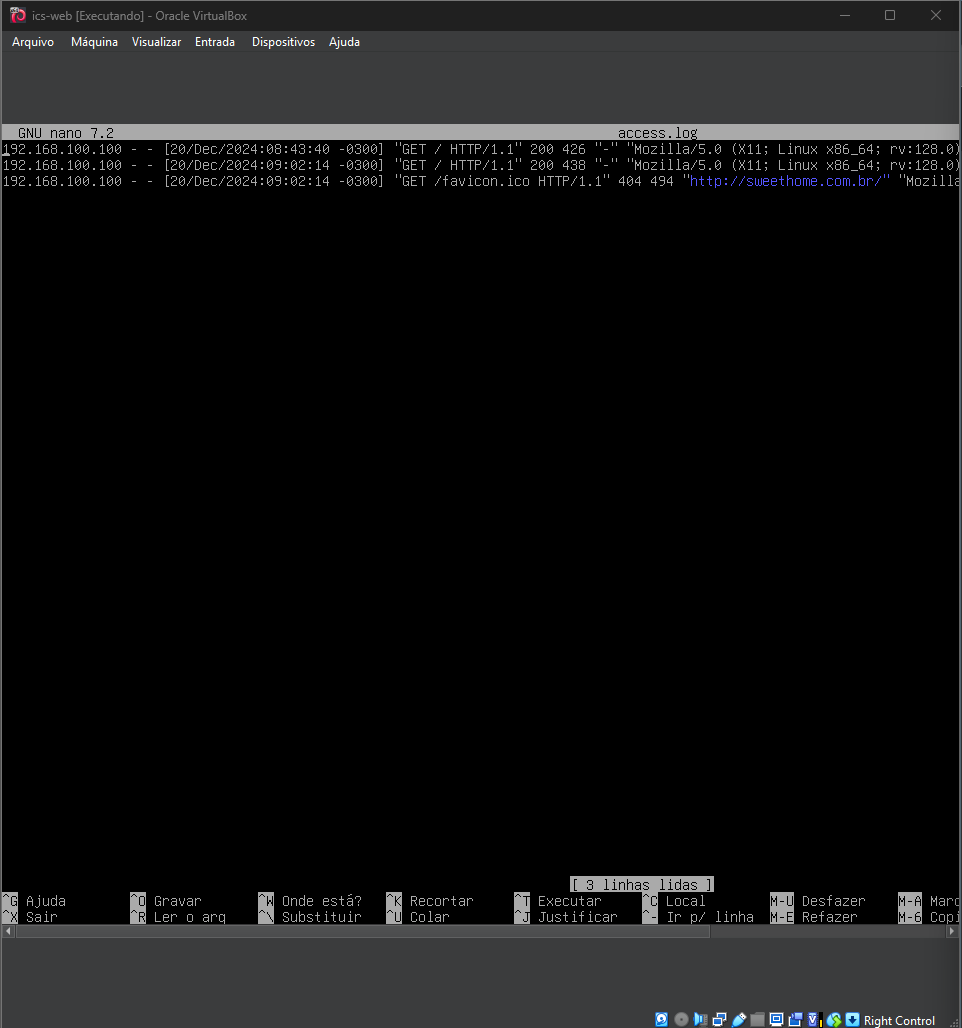 ics-web [Executando] - Oracle VirtualBox
Arquivo Máquina Visualizar Entrada Dispositivos Ajuda
GNU nano 7.2 access.log
192.168.100.100 - - [20/Dec/2024:08:43:40 -0300] "GET / HTTP/1.1" 200 426 "-" "Mozilla/5.0 (X11; Linux x86_64; rv:128.0)
192.168.100.100 - - [20/Dec/2024:09:02:14 -0300] "GET / HTTP/1.1" 200 438 "-" "Mozilla/5.0 (X11; Linux x86_64; rv:128.0)
192.168.100.100 - - [20/Dec/2024:09:02:14 -0300] "GET /favicon.ico HTTP/1.1" 404 494 "http://sweethome.com.br/" "Mozilla
[ 3 linhas lidas ]
^G Ajuda ^O Gravar ^W Onde está? ^K Recortar ^T Executar ^C Local M-U Desfazer M-A Marc
^X Sair ^R Ler o arq ^\ Substituir ^U Colar ^J Justificar ^- Ir p/ linha M-E Refazer M-6 Copi
Right Control